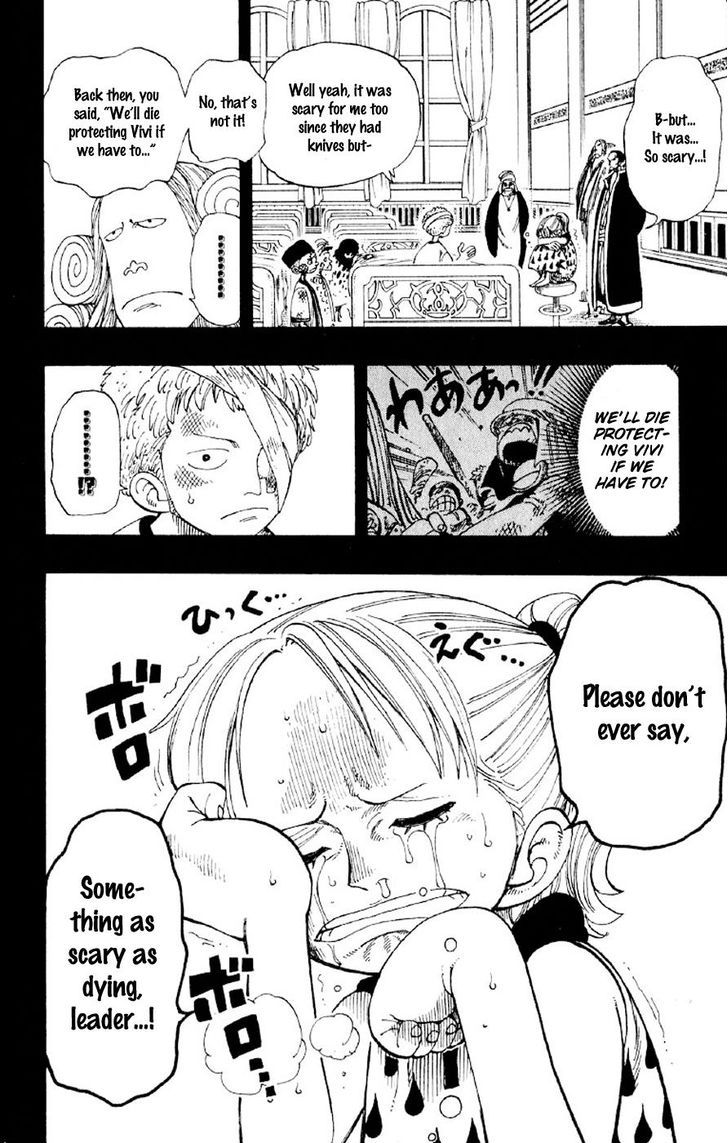 B-but...
It was...
So scary...!
Well yeah, it was
scary for me too
since they had
knives but-
No, that's
not it!
Back then, you
said, "We'll die
protecting Vivi if
we have to..."
.........
わあぁっ!!
WE'LL DIE
PROTECT-
ING VIVI
IF WE
HAVE TO!
.........!?
ひっく...
えぐ...
Please don't
ever say,
ボロ
Some-
thing as
scary as
dying,
leader...!
ボロ...